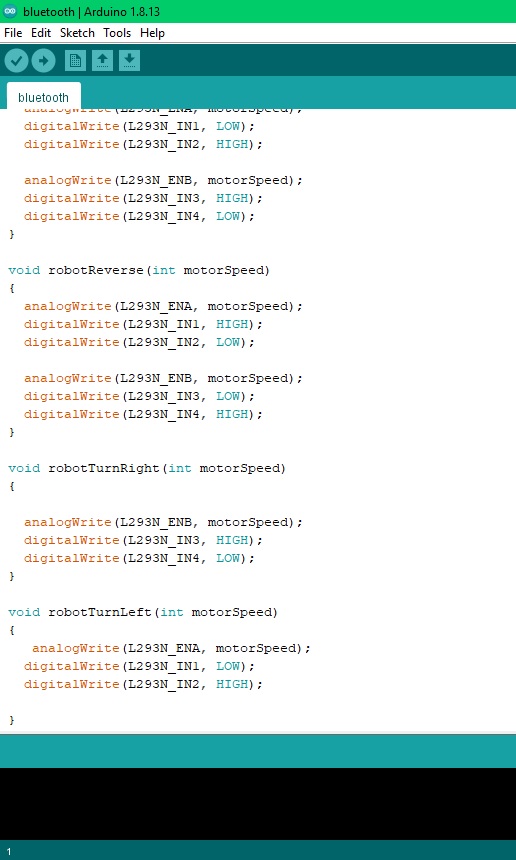 bluetooth | Arduino 1.8.13
File Edit Sketch Tools Help
bluetooth
analogWrite(L293N_ENA, motorSpeed);
digitalWrite(L293N_IN1, LOW);
digitalWrite(L293N_IN2, HIGH);
analogWrite(L293N_ENB, motorSpeed);
digitalWrite(L293N_IN3, HIGH);
digitalWrite(L293N_IN4, LOW);
}
void robotReverse(int motorSpeed)
{
analogWrite(L293N_ENA, motorSpeed);
digitalWrite(L293N_IN1, HIGH);
digitalWrite(L293N_IN2, LOW);
analogWrite(L293N_ENB, motorSpeed);
digitalWrite(L293N_IN3, LOW);
digitalWrite(L293N_IN4, HIGH);
}
void robotTurnRight(int motorSpeed)
{
analogWrite(L293N_ENB, motorSpeed);
digitalWrite(L293N_IN3, HIGH);
digitalWrite(L293N_IN4, LOW);
}
void robotTurnLeft(int motorSpeed)
{
analogWrite(L293N_ENA, motorSpeed);
digitalWrite(L293N_IN1, LOW);
digitalWrite(L293N_IN2, HIGH);
}
1